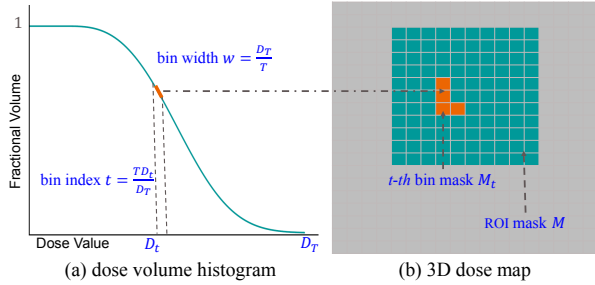 1
Fractional Volume
bin width w = D_T/T
bin index t = TD_t/D_T
Dose Value
D_t
D_T
(a) dose volume histogram
t-th bin mask M_t
ROI mask M
(b) 3D dose map